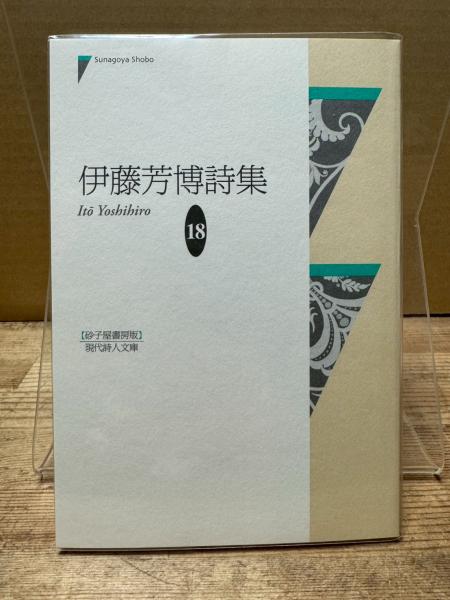 Sunagoya Shobo
伊藤芳博詩集
Itō Yoshihiro
18
【砂子屋書房版】
現代詩人文庫